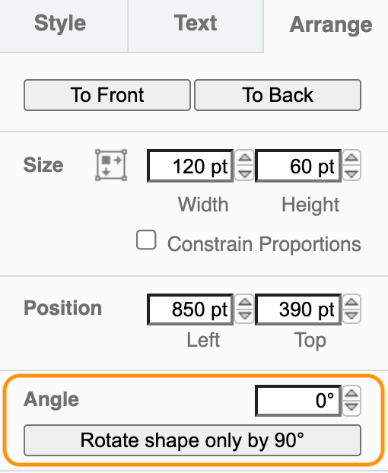 Style Text Arrange
To Front To Back
Size 120 pt 60 pt
Width Height
Constrain Proportions
Position 850 pt 390 pt
Left Top
Angle 0°
Rotate shape only by 90°